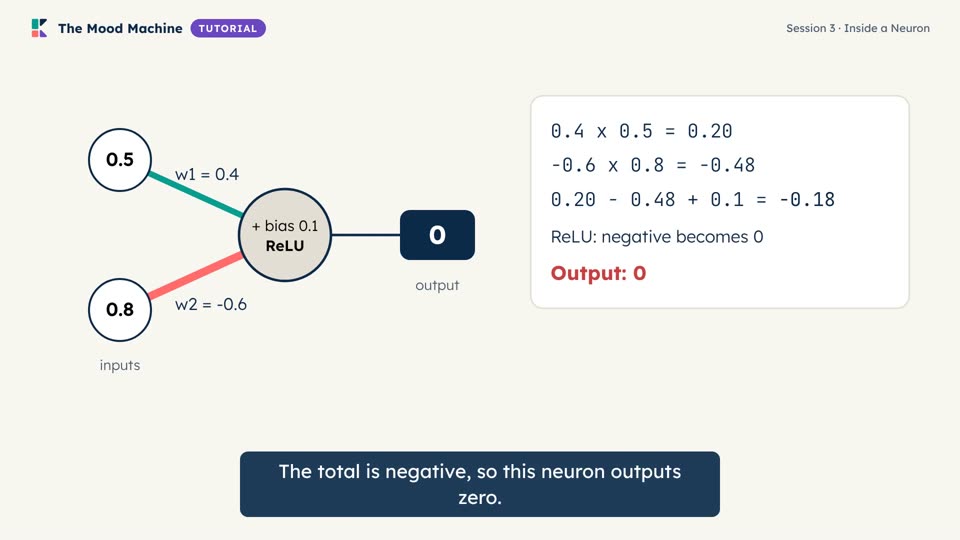 The Mood Machine TUTORIAL
Session 3 · Inside a Neuron
0.5
w1 = 0.4
+ bias 0.1
ReLU
0
output
0.8
w2 = -0.6
inputs
0.4 x 0.5 = 0.20
-0.6 x 0.8 = -0.48
0.20 - 0.48 + 0.1 = -0.18
ReLU: negative becomes 0
Output: 0
The total is negative, so this neuron outputs
zero.